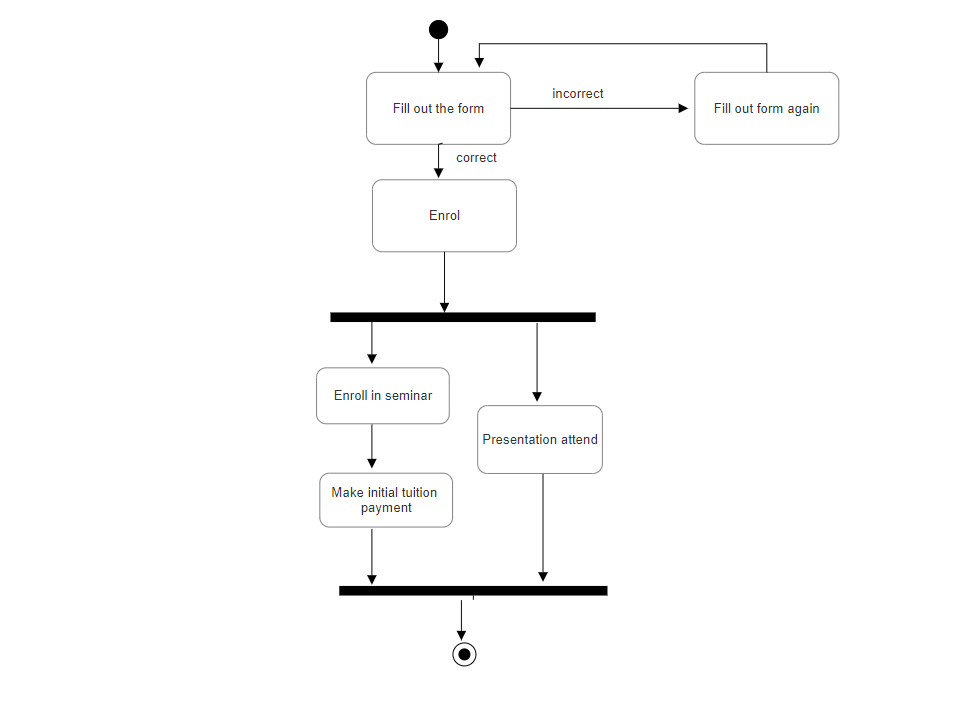 Fill out the form
incorrect
Fill out form again
correct
Enrol
Enroll in seminar
Presentation attend
Make initial tuition
payment